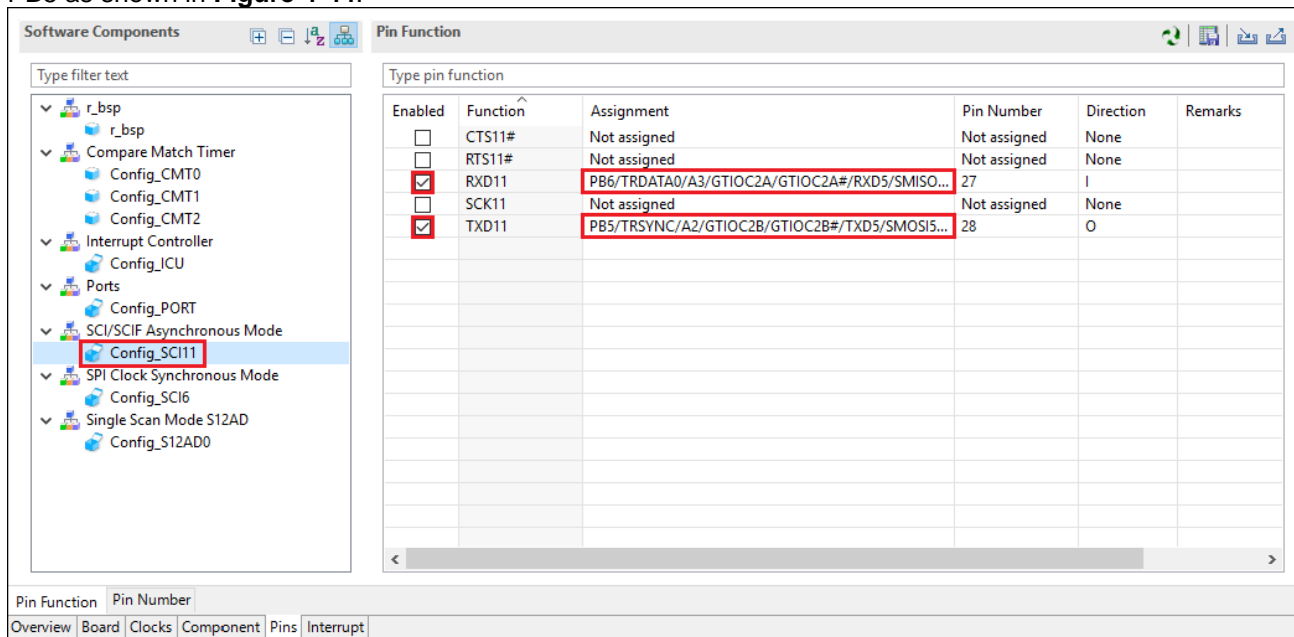 as shown in Figure
Software Components
Type filter text
r_bsp
r_bsp
Compare Match Timer
Config_CMT0
Config_CMT1
Config_CMT2
Interrupt Controller
Config_ICU
Ports
Config_PORT
SCI/SCIF Asynchronous Mode
Config_SCI11
SPI Clock Synchronous Mode
Config_SCI6
Single Scan Mode S12AD
Config_S12AD0
Pin Function
Type pin function
Enabled Function Assignment Pin Number Direction Remarks
CTS11# Not assigned Not assigned None
RTS11# Not assigned Not assigned None
RXD11 PB6/TRDATA0/A3/GTIOC2A/GTIOC2A#/RXD5/SMISO... 27 I
SCK11 Not assigned Not assigned None
TXD11 PB5/TRSYNC/A2/GTIOC2B/GTIOC2B#/TXD5/SMOSI5... 28 O
Pin Function Pin Number
Overview Board Clocks Component Pins Interrupt